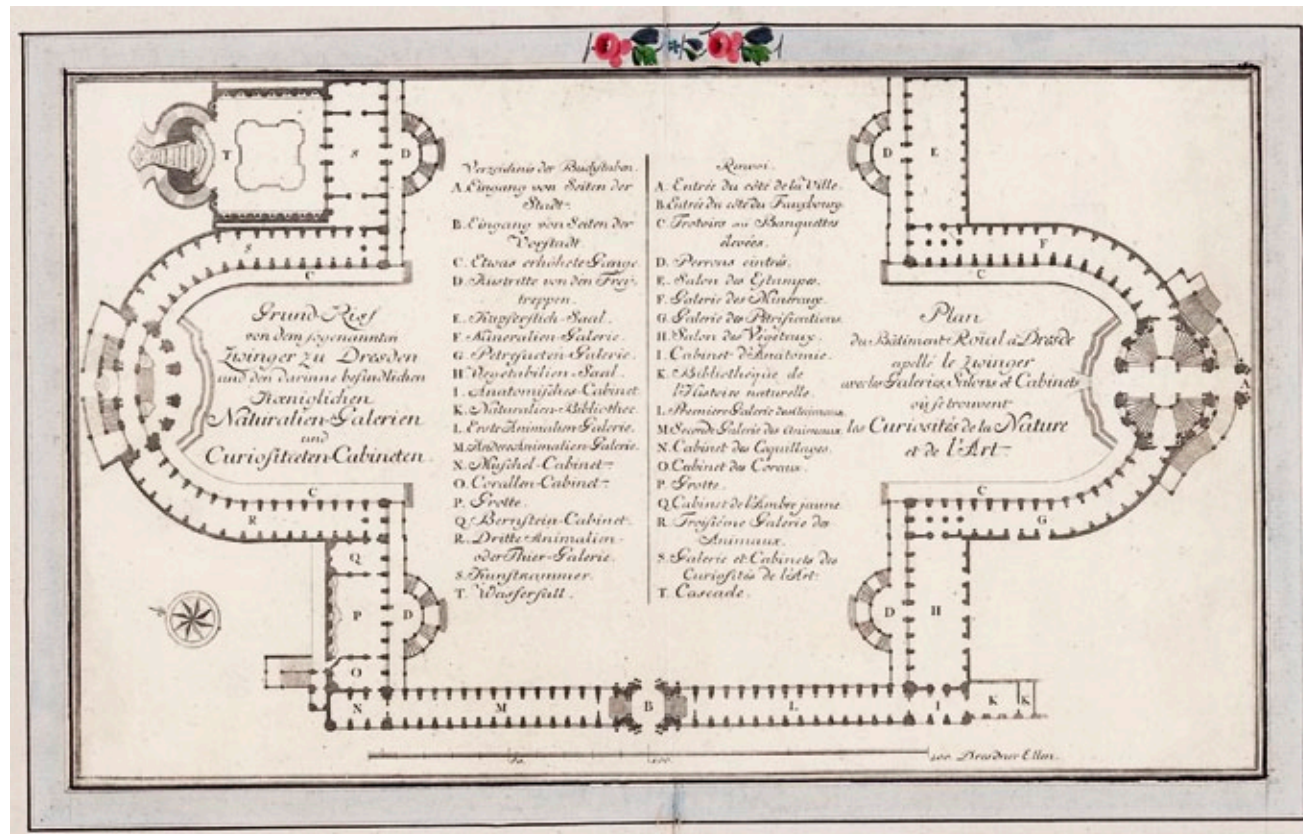 Verzeichnis der Buchstaben.
A. Eingang von Seiten der
Stadt.
B. Eingang von Seiten der
Vorstadt.
C. Etwas erhöhete Gänge
D. Austritte von den Frey-
treppen.
E. Kupferstich-Saal.
F. Mineralien-Galerie.
G. Petrefacten-Galerie.
H. Vegetabilien-Saal.
I. Anatomisches-Cabinet
K. Naturalien-Bibliothec.
L. Erste Animalien-Galerie.
M. Andere Animalien-Galerie.
N. Muschel-Cabinet.
O. Corallen-Cabinet.
P. Grotte.
Q. Bernstein-Cabinet.
R. Dritte Animalien-
oder Thier-Galerie.
S. Kunstkammer.
T. Wasserfall.
Renvoi.
A. Entrée du côté de la Ville.
B. Entrée du côté du Fauxbourg.
C. Trotoirs ou Banquettes
élevées.
D. Perrons cintrés.
E. Salon des Estampes.
F. Galerie des Minéraux.
G. Galerie des Pétrifications.
H. Salon des Végétaux.
I. Cabinet d'Anatomie.
K. Bibliothèque de
l'Histoire naturelle.
L. Premiere Galerie des Animaux
M. Seconde Galerie des Animaux.
N. Cabinet des Coquillages.
O. Cabinet des Coraux.
P. Grotte.
Q. Cabinet de l'Ambre jaune.
R. Troisiéme Galerie des
Animaux.
S. Galerie et Cabinets des
Curiosités de l'Art.
T. Cascade.
Grund-Riss
von dem sogenannten
Zwinger zu Dresden
und den darinne befindlichen
Kœniglichen
Naturalien-Galerien
und
Curiositæten-Cabineten.
Plan
du Bâtiment Roïal a Dresde
apellé le Zwinger
avec les Galeries, Salons et Cabinets
où se trouvent
les Curiosités de la Nature
et de l'Art
T
S
D
S
C
C
R
Q
P
D
O
N
M
B
L
I
K
K
D
E
F
C
A
C
G
D
H
50.
100.
200 Dresdner Ellen.